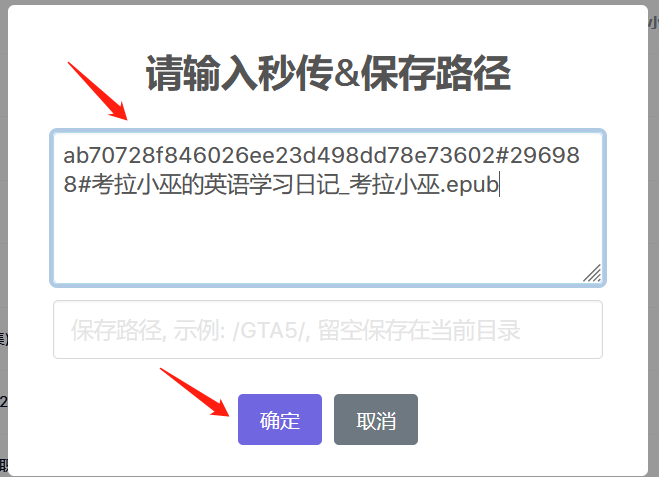 请输入秒传&保存路径
ab70728f846026ee23d498dd78e73602#29698
8#考拉小巫的英语学习日记_考拉小巫.epub
保存路径, 示例: /GTA5/, 留空保存在当前目录
确定
取消